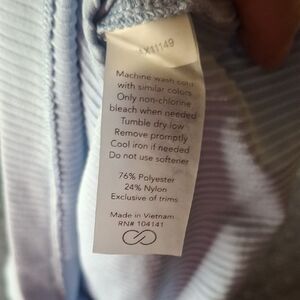 Machine wash cold
with similar colors
Only non-chlorine
bleach when needed
Tumble dry low
Remove promptly
Cool iron if needed
Do not use softener
76% Polyester
24% Nylon
Exclusive of trims
Made in Vietnam
RN# 104141